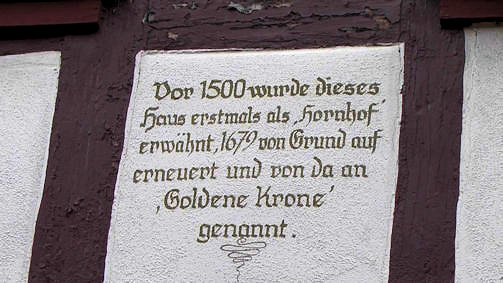 Vor 1500 wurde dieses
Haus erstmals als ‚Hornhof'
erwähnt, 1679 von Grund auf
erneuert und von da an
‚Goldene Krone'
genannt.